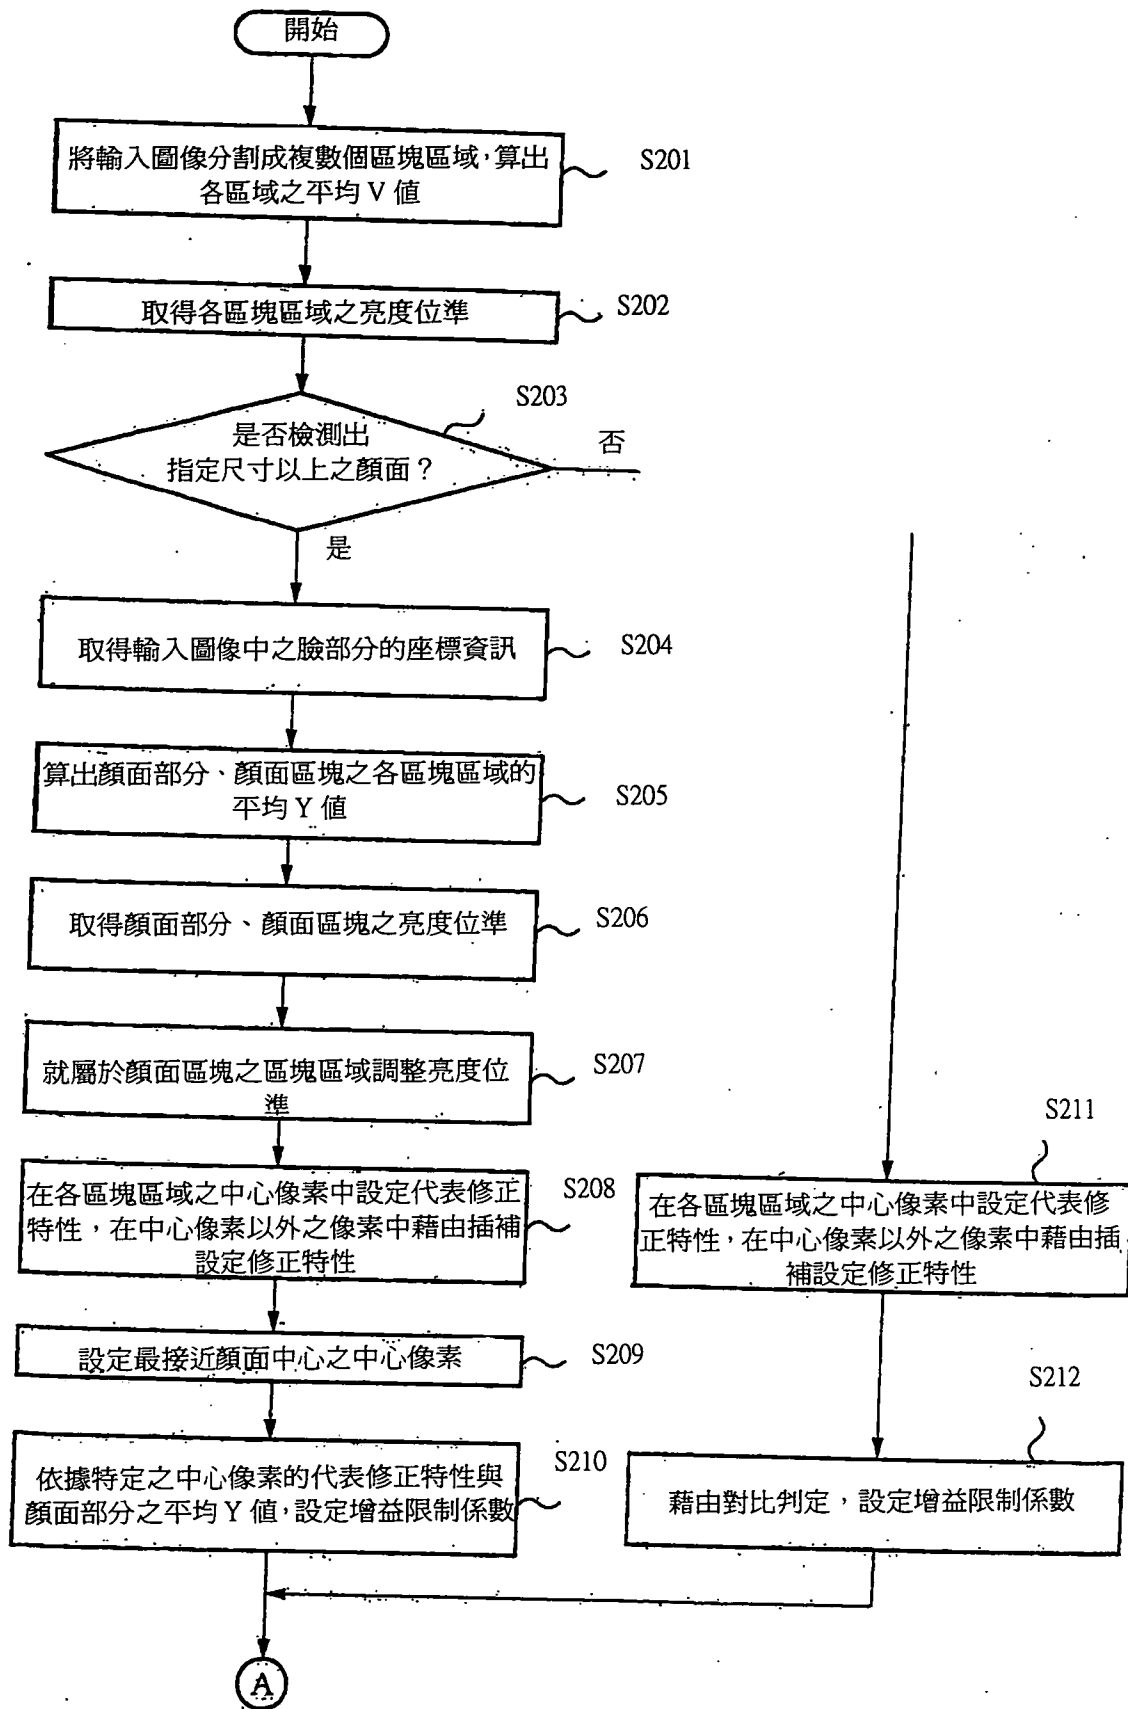 開始
將輸入圖像分割成複數個區塊區域,算出
各區域之平均 V 值
S201
取得各區塊區域之亮度位準
S202
S203
是否檢測出
指定尺寸以上之顏面？
否
是
取得輸入圖像中之臉部分的座標資訊
S204
算出顏面部分、顏面區塊之各區塊區域的
平均 Y 值
S205
取得顏面部分、顏面區塊之亮度位準
S206
就屬於顏面區塊之區塊區域調整亮度位
準
S207
在各區塊區域之中心像素中設定代表修正
特性，在中心像素以外之像素中藉由插補
設定修正特性
S208
設定最接近顏面中心之中心像素
S209
依據特定之中心像素的代表修正特性與
顏面部分之平均 Y 值,設定增益限制係數
S210
S211
在各區塊區域之中心像素中設定代表修
正特性，在中心像素以外之像素中藉由插
補設定修正特性
S212
藉由對比判定，設定增益限制係數
A